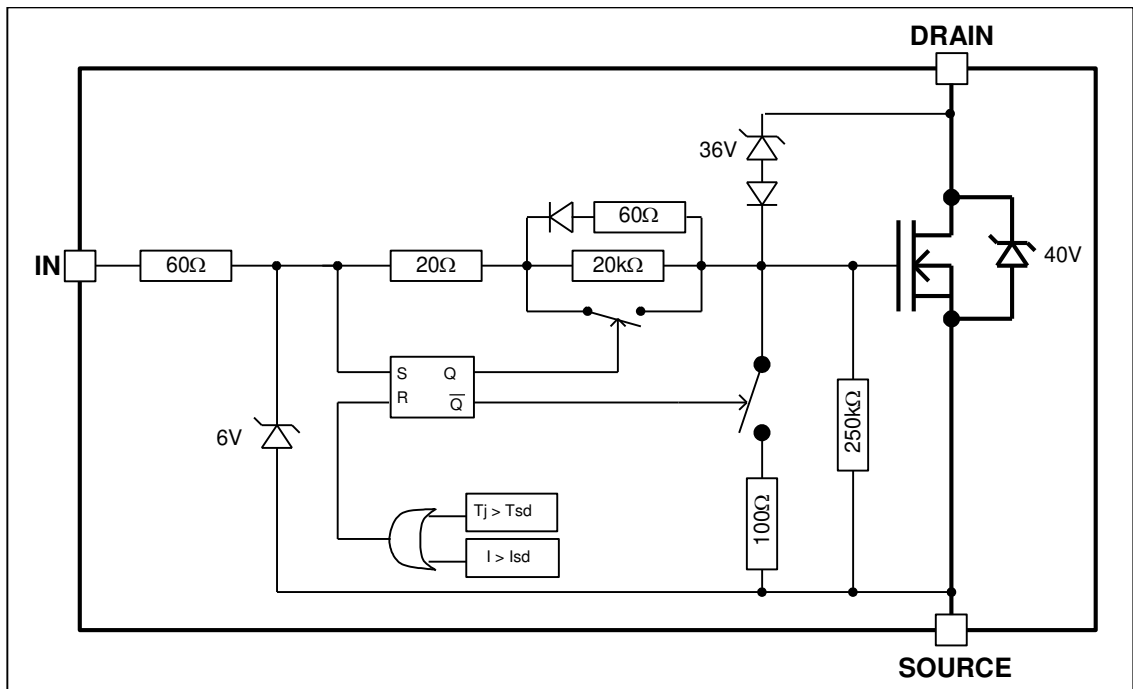 DRAIN
36V
60Ω
IN
60Ω
20Ω
20kΩ
40V
S Q
R Q̅
6V
250kΩ
Tj > Tsd
I > Isd
100Ω
SOURCE